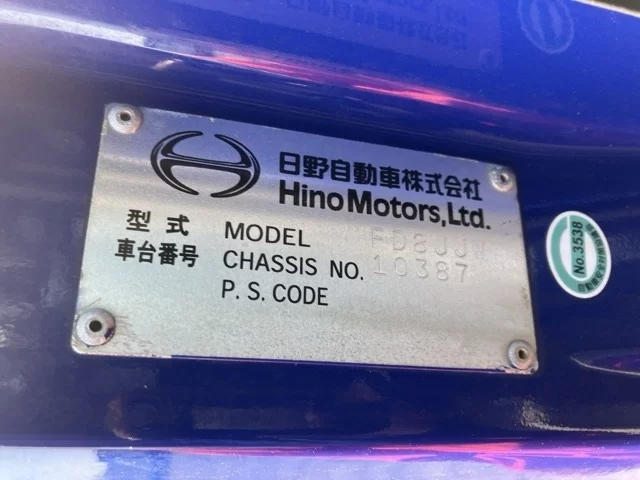 日野自動車株式会社
Hino Motors, Ltd.
型式 MODEL FD8JJ
車台番号 CHASSIS NO. 10387
P. S. CODE
No.3538